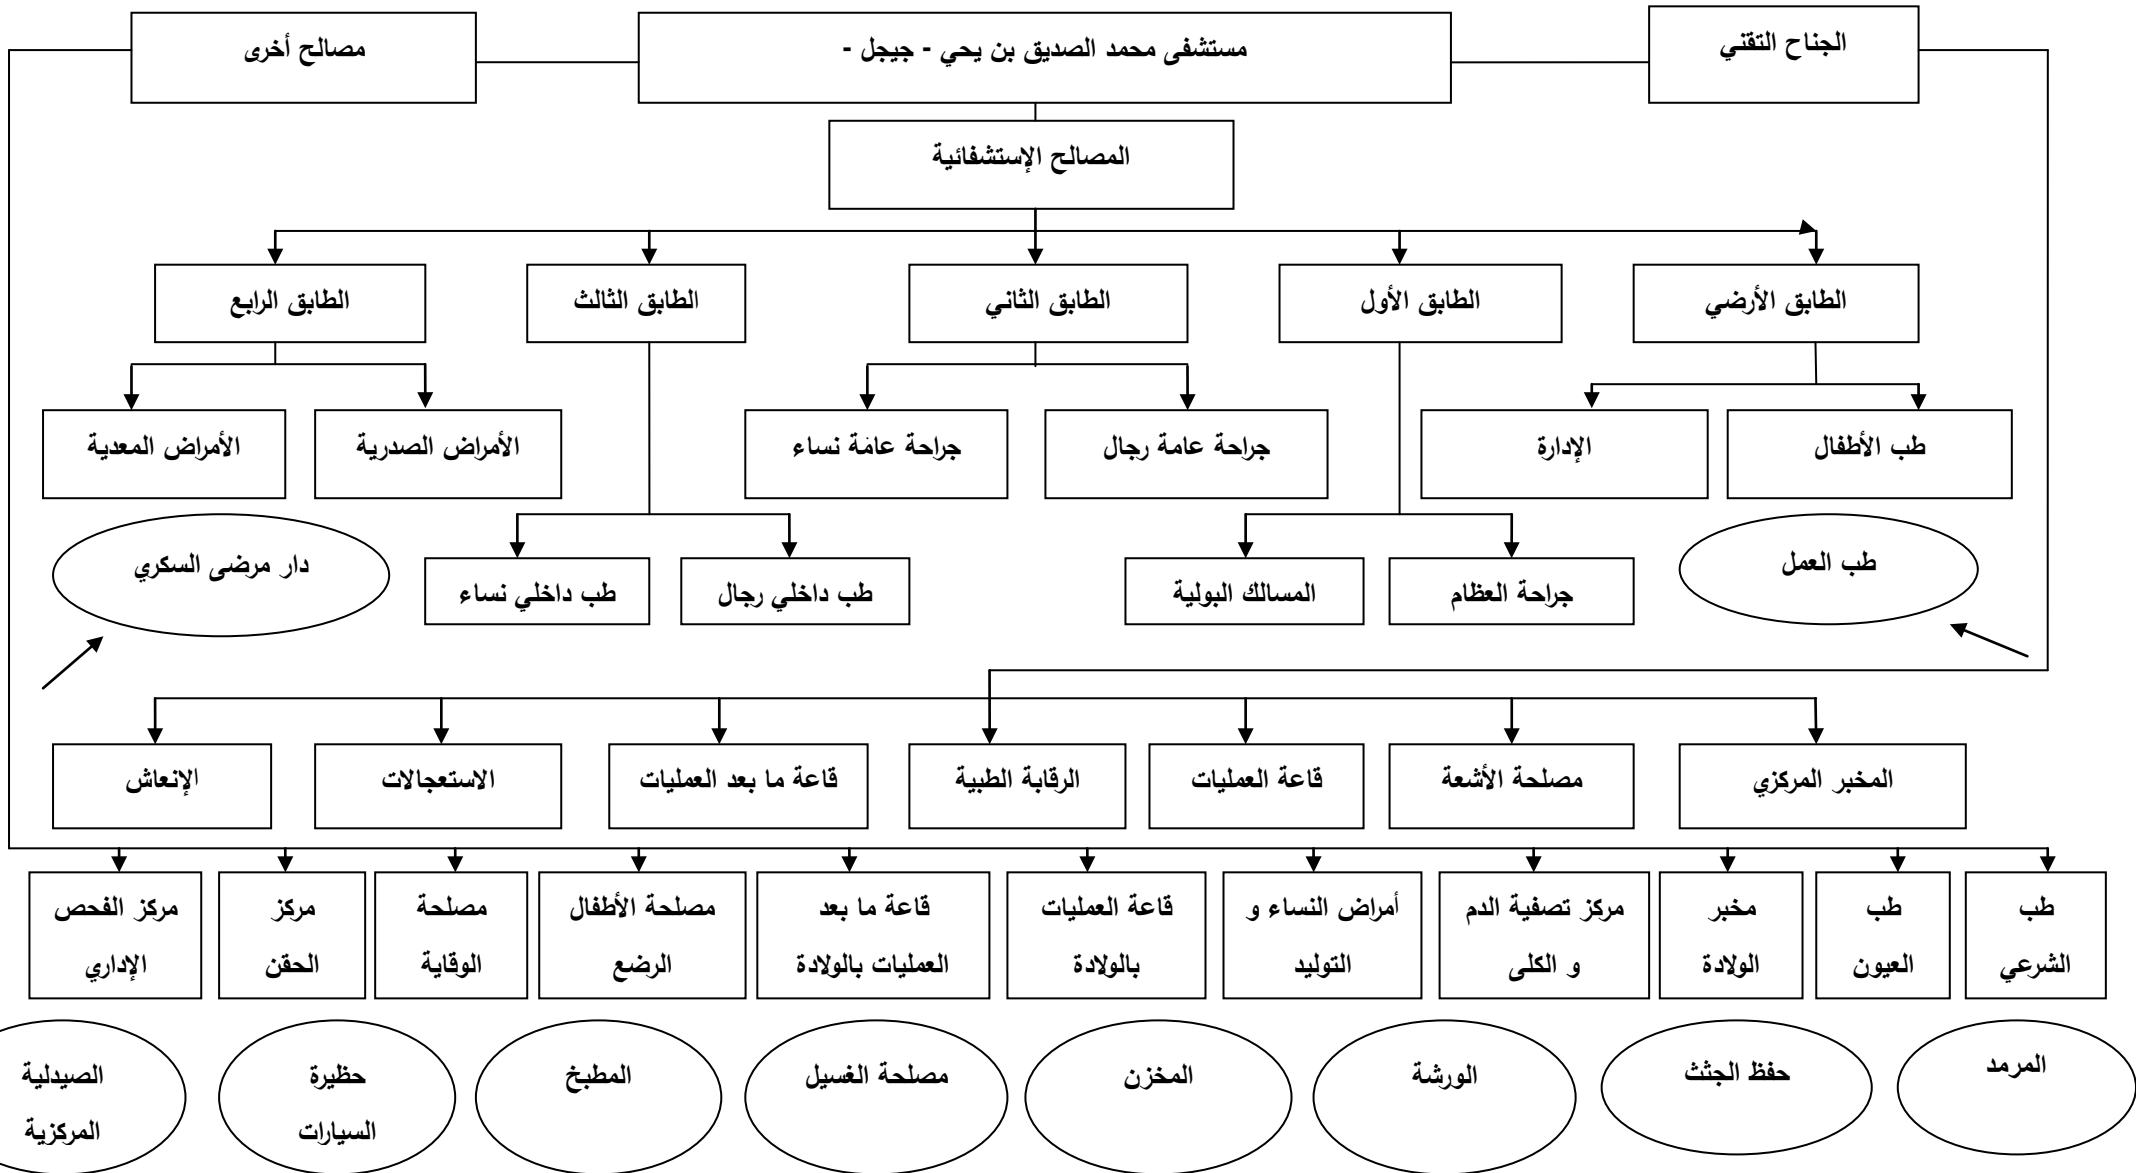 الجناح التقني
مستشفى محمد الصديق بن يحي - جيجل -
مصالح أخرى
المصالح الإستشفائية
الطابق الأرضي
الطابق الأول
الطابق الثاني
الطابق الثالث
الطابق الرابع
طب الأطفال
الإدارة
جراحة عامة رجال
جراحة عامة نساء
الأمراض الصدرية
الأمراض المعدية
طب العمل
جراحة العظام
المسالك البولية
طب داخلي رجال
طب داخلي نساء
دار مرضى السكري
المخبر المركزي
مصلحة الأشعة
قاعة العمليات
الرقابة الطبية
قاعة ما بعد العمليات
الاستعجالات
الإنعاش
طب
الشرعي
طب
العيون
مخبر
الولادة
مركز تصفية الدم
و الكلى
أمراض النساء و
التوليد
قاعة العمليات
بالولادة
قاعة ما بعد
العمليات بالولادة
مصلحة الأطفال
الرضع
مصلحة
الوقاية
مركز
الحقن
مركز الفحص
الإداري
المرمد
حفظ الجثث
الورشة
المخزن
مصلحة الغسيل
المطبخ
حظيرة
السيارات
الصيدلية
المركزية